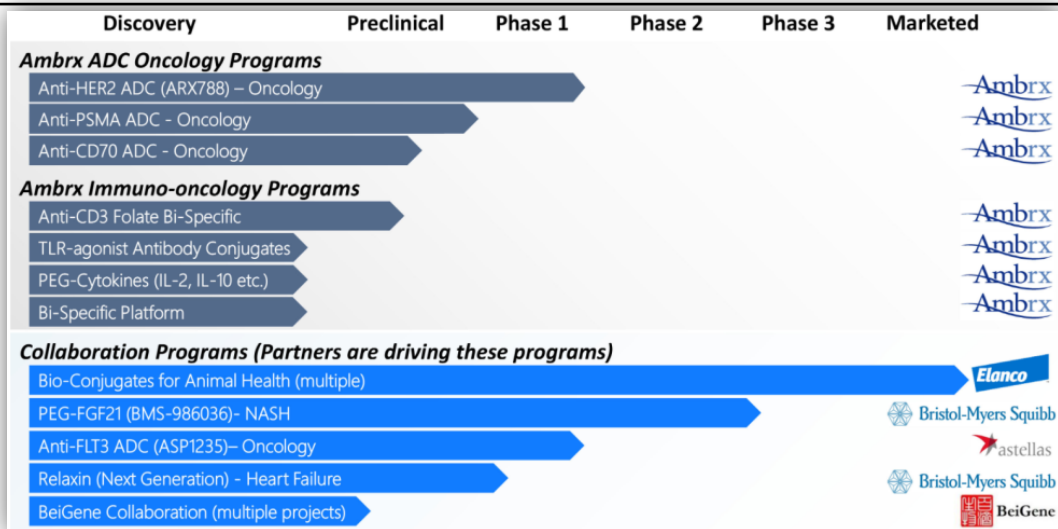 Discovery Preclinical Phase 1 Phase 2 Phase 3 Marketed
Ambrx ADC Oncology Programs
Anti-HER2 ADC (ARX788) – Oncology Ambrx
Anti-PSMA ADC - Oncology Ambrx
Anti-CD70 ADC - Oncology Ambrx
Ambrx Immuno-oncology Programs
Anti-CD3 Folate Bi-Specific Ambrx
TLR-agonist Antibody Conjugates Ambrx
PEG-Cytokines (IL-2, IL-10 etc.) Ambrx
Bi-Specific Platform Ambrx
Collaboration Programs (Partners are driving these programs)
Bio-Conjugates for Animal Health (multiple) Elanco
PEG-FGF21 (BMS-986036)- NASH Bristol-Myers Squibb
Anti-FLT3 ADC (ASP1235)– Oncology astellas
Relaxin (Next Generation) - Heart Failure Bristol-Myers Squibb
BeiGene Collaboration (multiple projects) BeiGene